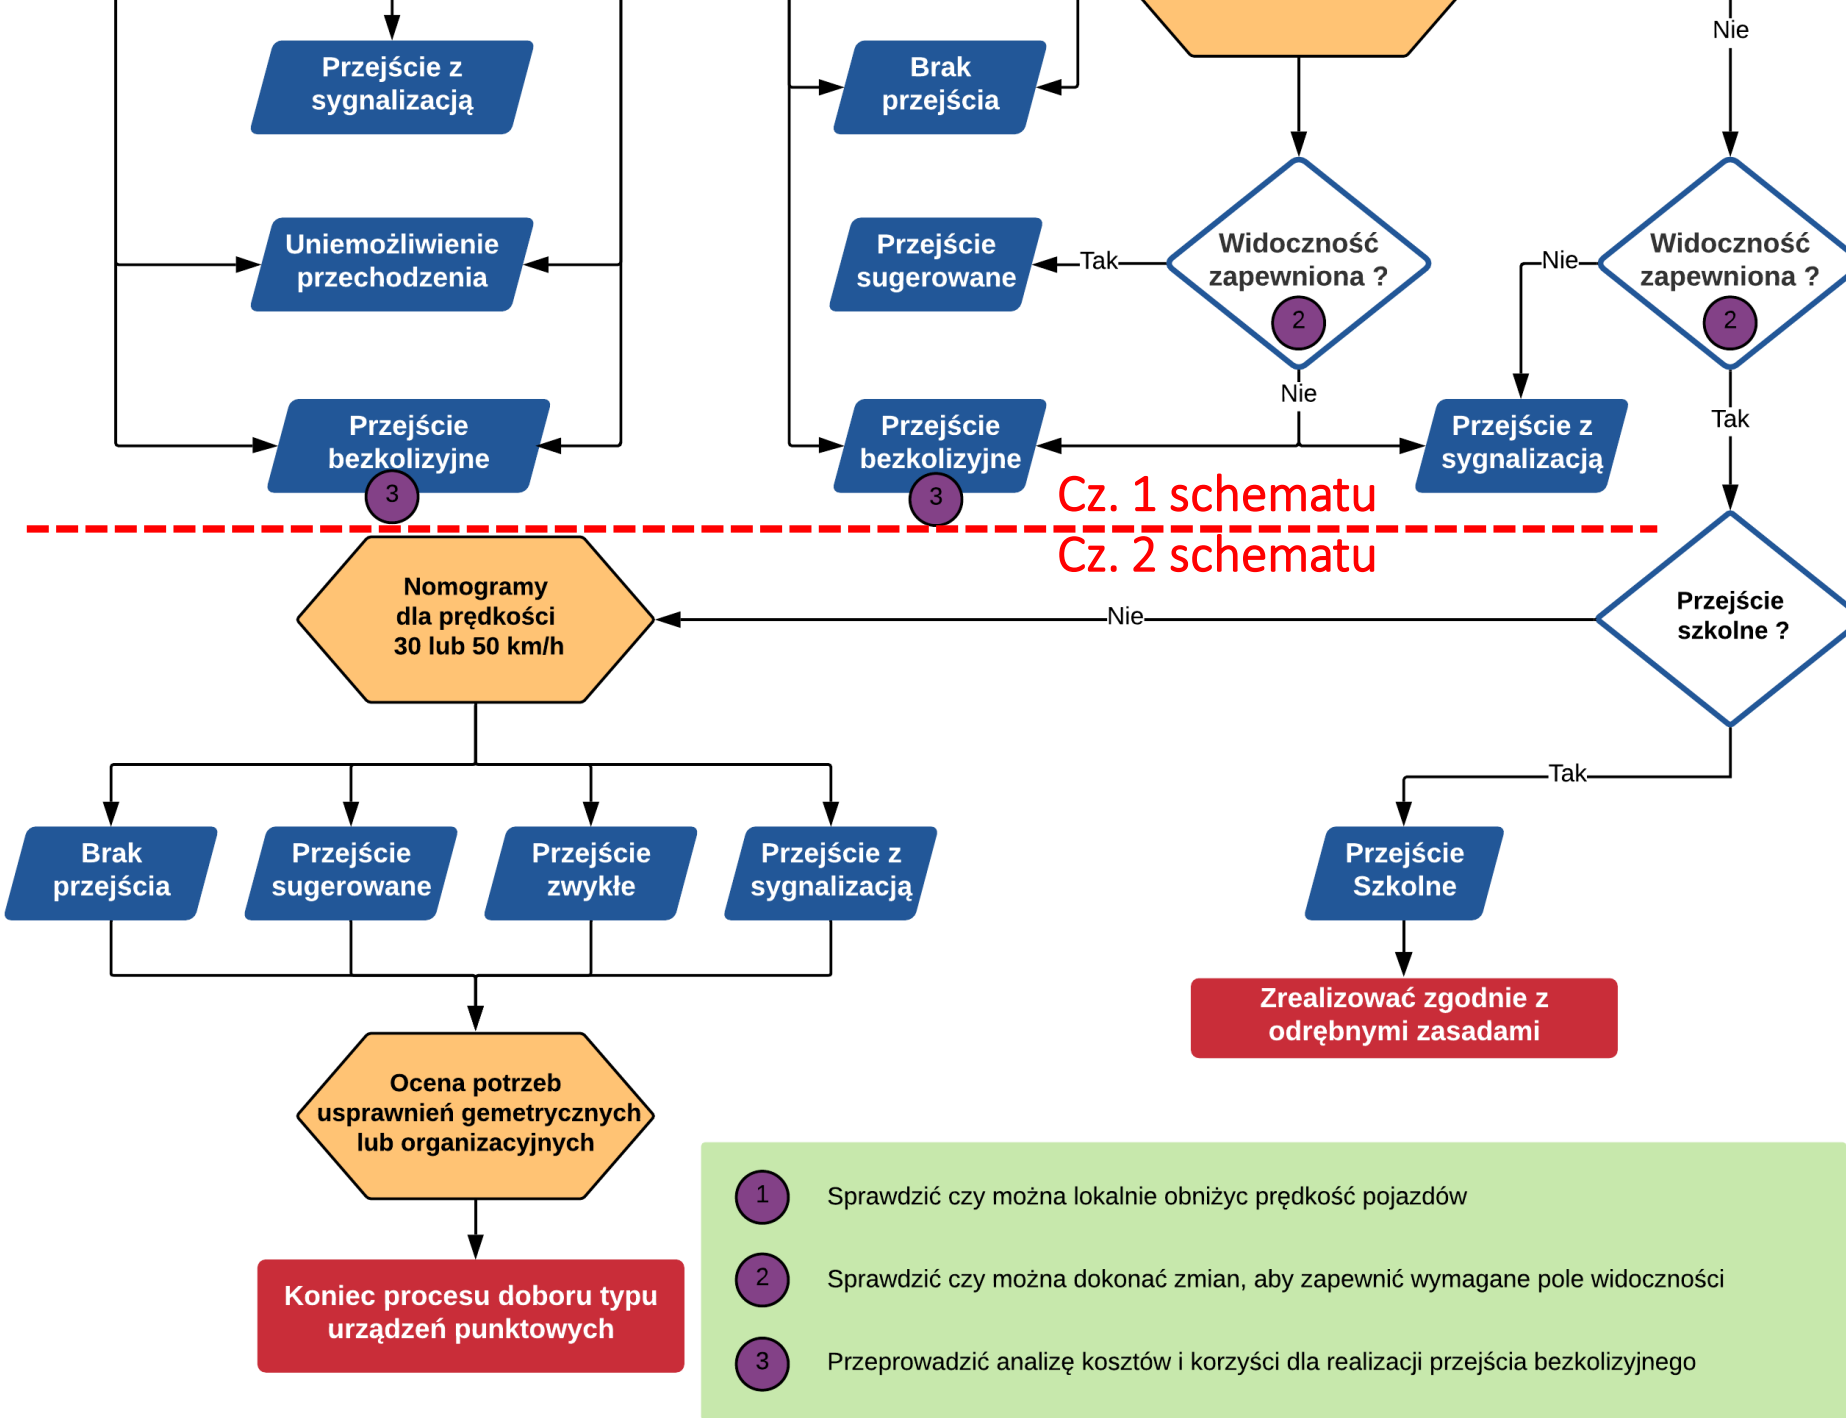 Nie
Przejście z
sygnalizacją
Brak
przejścia
Uniemożliwienie
przechodzenia
Przejście
sugerowane
Tak
Widoczność
zapewniona ?
2
Nie
Widoczność
zapewniona ?
2
Nie
Tak
Przejście
bezkolizyjne
3
Przejście
bezkolizyjne
3
Przejście z
sygnalizacją
Cz. 1 schematu
Cz. 2 schematu
Nomogramy
dla prędkości
30 lub 50 km/h
Nie
Przejście
szkolne ?
Tak
Brak
przejścia
Przejście
sugerowane
Przejście
zwykłe
Przejście z
sygnalizacją
Przejście
Szkolne
Zrealizować zgodnie z
odrębnymi zasadami
Ocena potrzeb
usprawnień gemetrycznych
lub organizacyjnych
Koniec procesu doboru typu
urządzeń punktowych
1 Sprawdzić czy można lokalnie obniżyc prędkość pojazdów
2 Sprawdzić czy można dokonać zmian, aby zapewnić wymagane pole widoczności
3 Przeprowadzić analizę kosztów i korzyści dla realizacji przejścia bezkolizyjnego